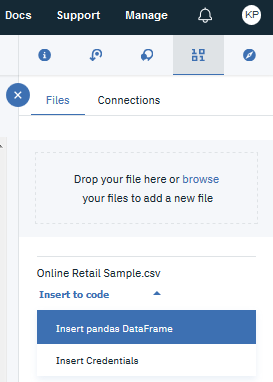 Docs Support Manage KP
Files Connections
Drop your file here or browse
your files to add a new file
Online Retail Sample.csv
Insert to code
Insert pandas DataFrame
Insert Credentials